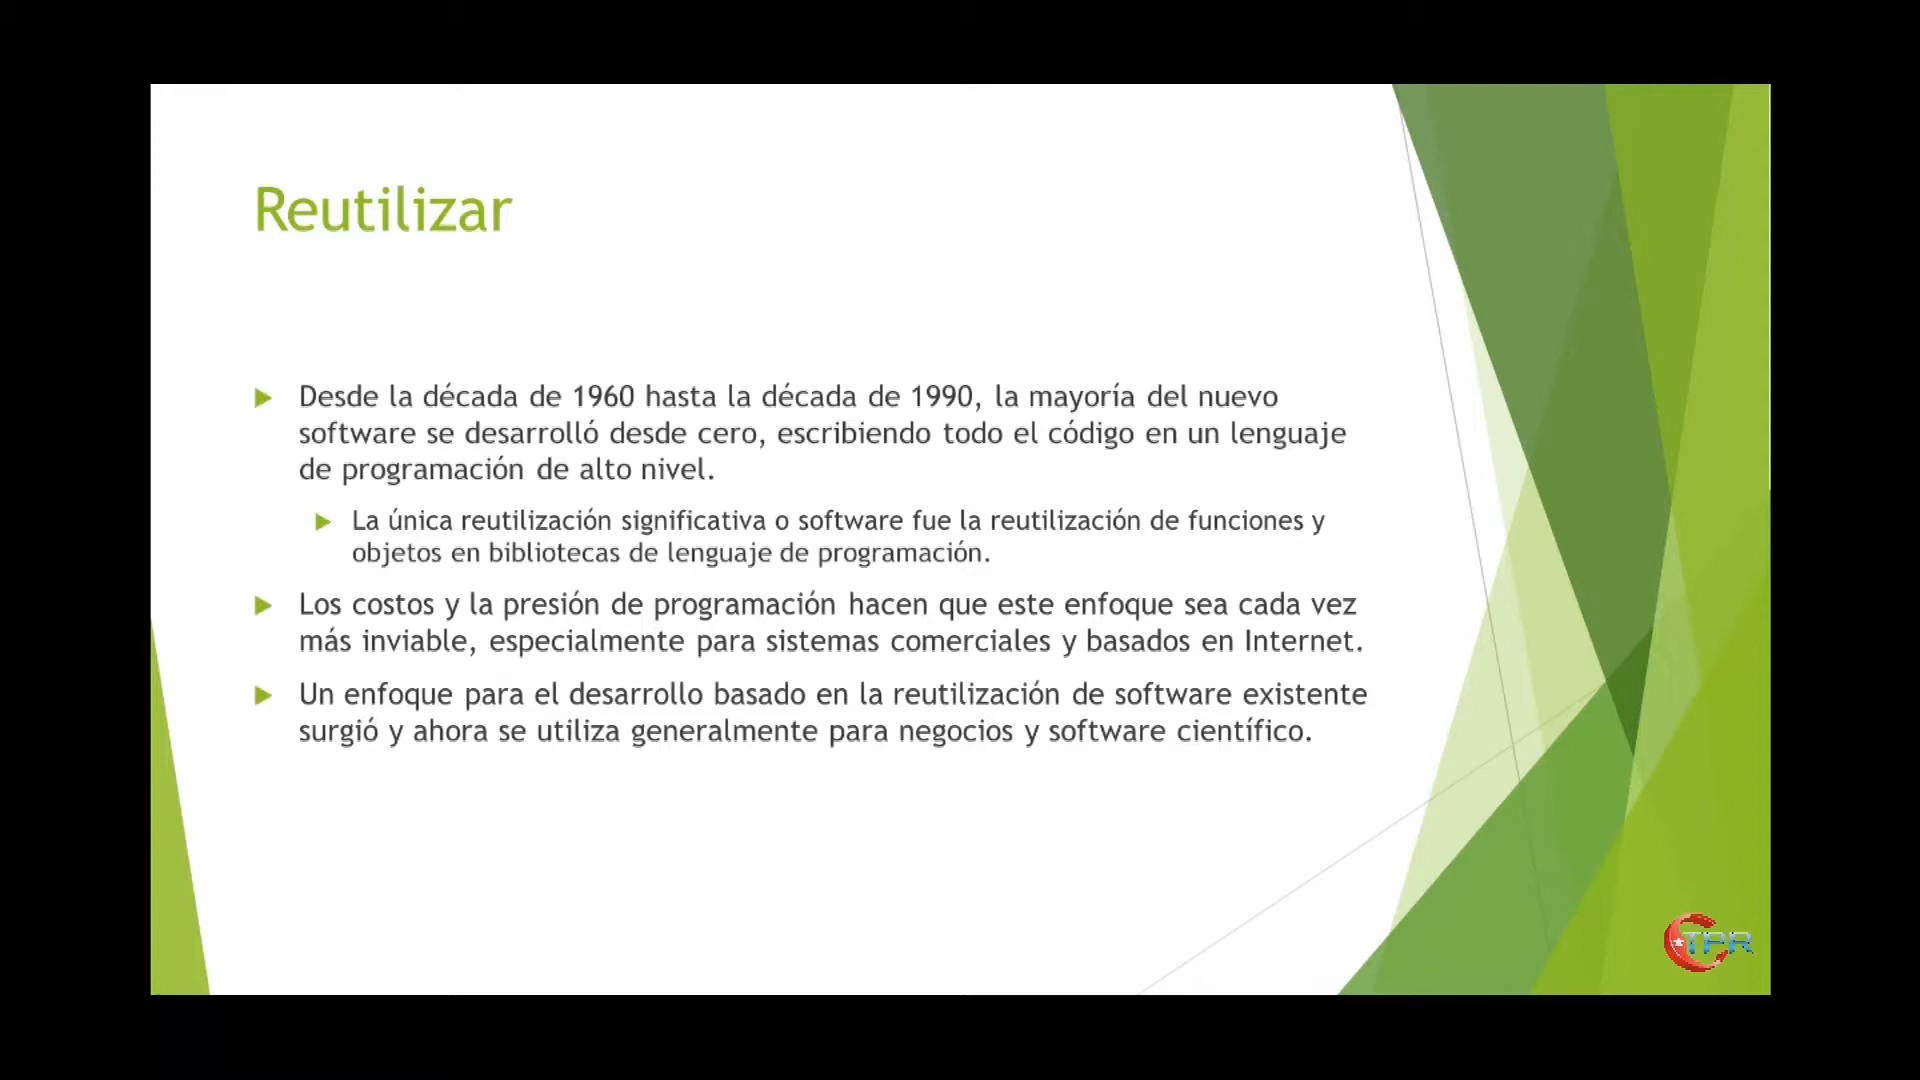 Reutilizar
Desde la década de 1960 hasta la década de 1990, la mayoría del nuevo
software se desarrolló desde cero, escribiendo todo el código en un lenguaje
de programación de alto nivel.
La única reutilización significativa o software fue la reutilización de funciones y
objetos en bibliotecas de lenguaje de programación.
Los costos y la presión de programación hacen que este enfoque sea cada vez
más inviable, especialmente para sistemas comerciales y basados en Internet.
Un enfoque para el desarrollo basado en la reutilización de software existente
surgió y ahora se utiliza generalmente para negocios y software científico.
CTPR